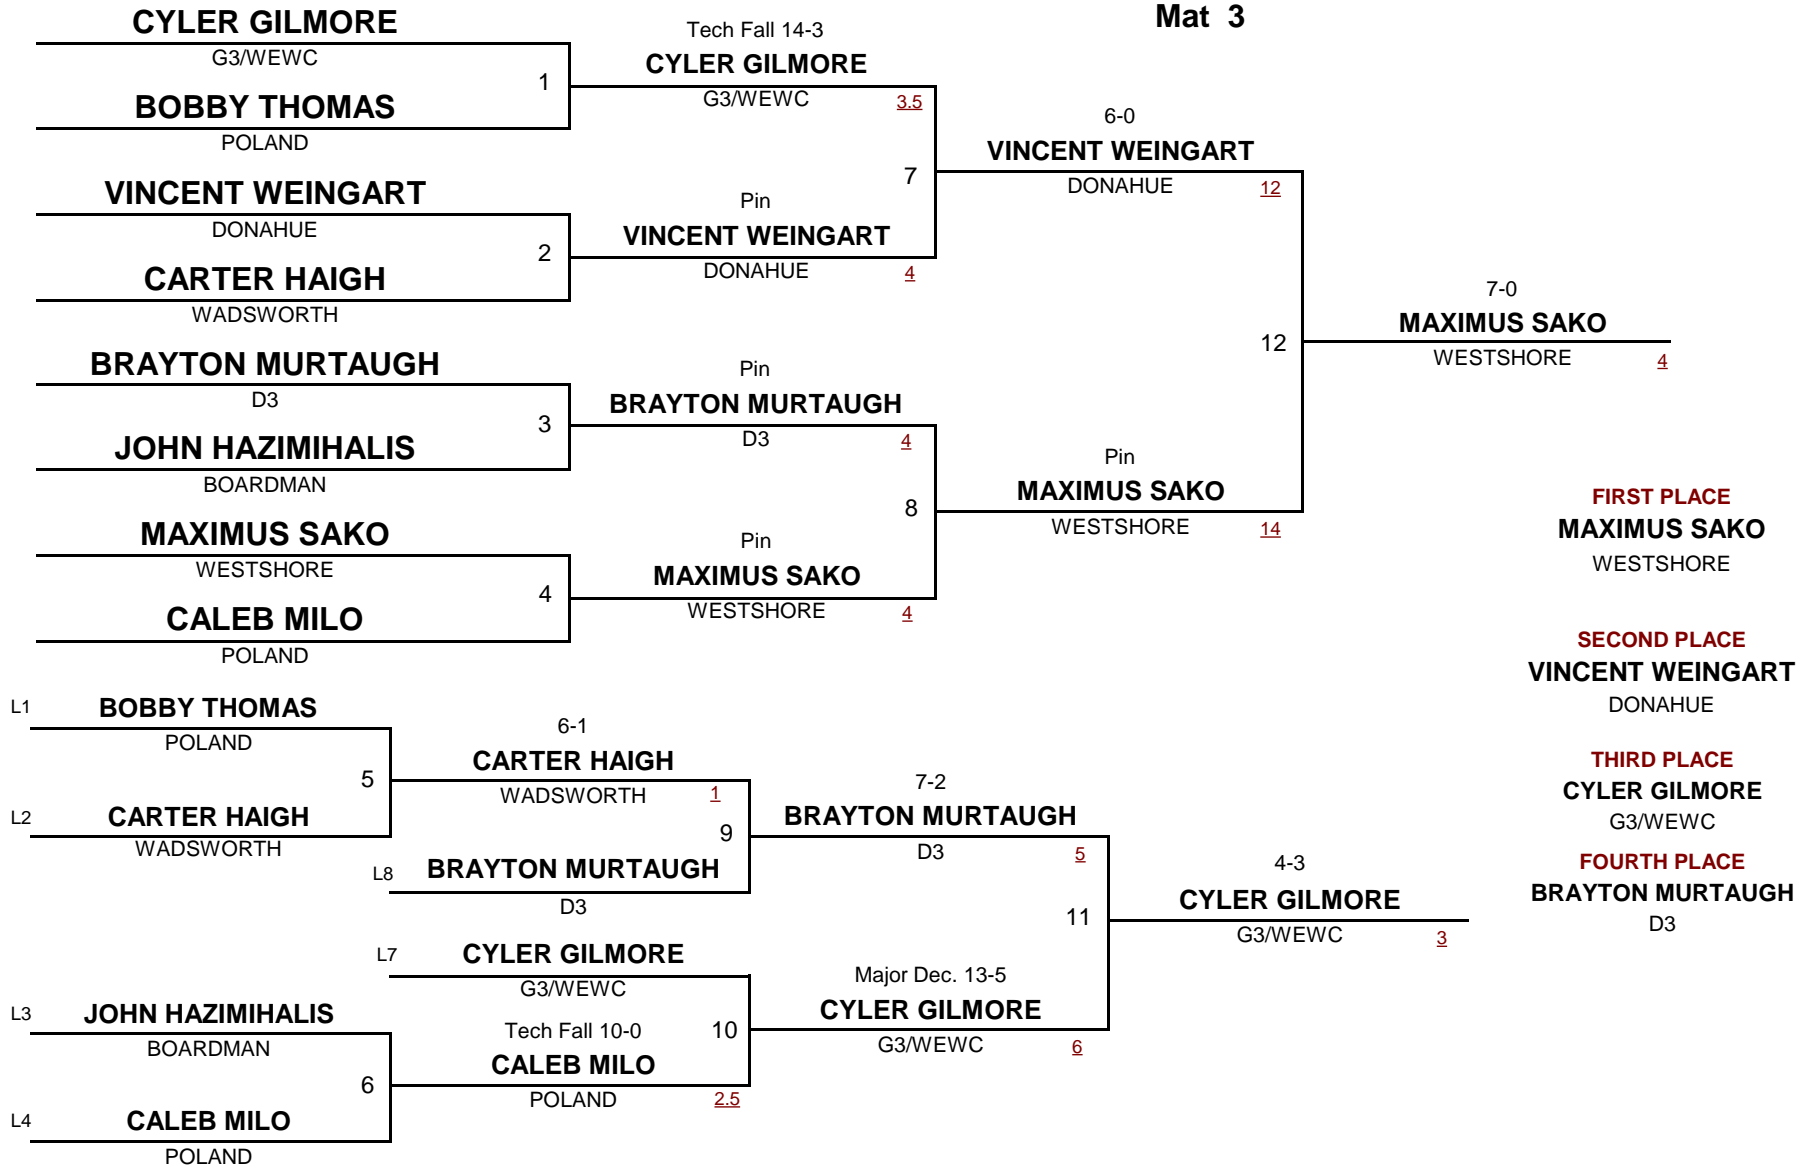 Mat 3
CYLER GILMORE
G3/WEWC
1
BOBBY THOMAS
POLAND
VINCENT WEINGART
DONAHUE
2
CARTER HAIGH
WADSWORTH
BRAYTON MURTAUGH
D3
3
JOHN HAZIMIHALIS
BOARDMAN
MAXIMUS SAKO
WESTSHORE
4
CALEB MILO
POLAND
Tech Fall 14-3
CYLER GILMORE
G3/WEWC
3.5
7
Pin
VINCENT WEINGART
DONAHUE
4
Pin
BRAYTON MURTAUGH
D3
4
8
Pin
MAXIMUS SAKO
WESTSHORE
4
6-0
VINCENT WEINGART
DONAHUE
12
12
Pin
MAXIMUS SAKO
WESTSHORE
14
7-0
MAXIMUS SAKO
WESTSHORE
4
FIRST PLACE
MAXIMUS SAKO
WESTSHORE
SECOND PLACE
VINCENT WEINGART
DONAHUE
THIRD PLACE
CYLER GILMORE
G3/WEWC
FOURTH PLACE
BRAYTON MURTAUGH
D3
L1
BOBBY THOMAS
POLAND
5
L2
CARTER HAIGH
WADSWORTH
6-1
CARTER HAIGH
WADSWORTH
1
9
L8
BRAYTON MURTAUGH
D3
L7
CYLER GILMORE
G3/WEWC
L3
JOHN HAZIMIHALIS
BOARDMAN
6
L4
CALEB MILO
POLAND
Tech Fall 10-0
10
CALEB MILO
POLAND
2.5
7-2
BRAYTON MURTAUGH
D3
5
11
Major Dec. 13-5
CYLER GILMORE
G3/WEWC
6
4-3
CYLER GILMORE
G3/WEWC
3